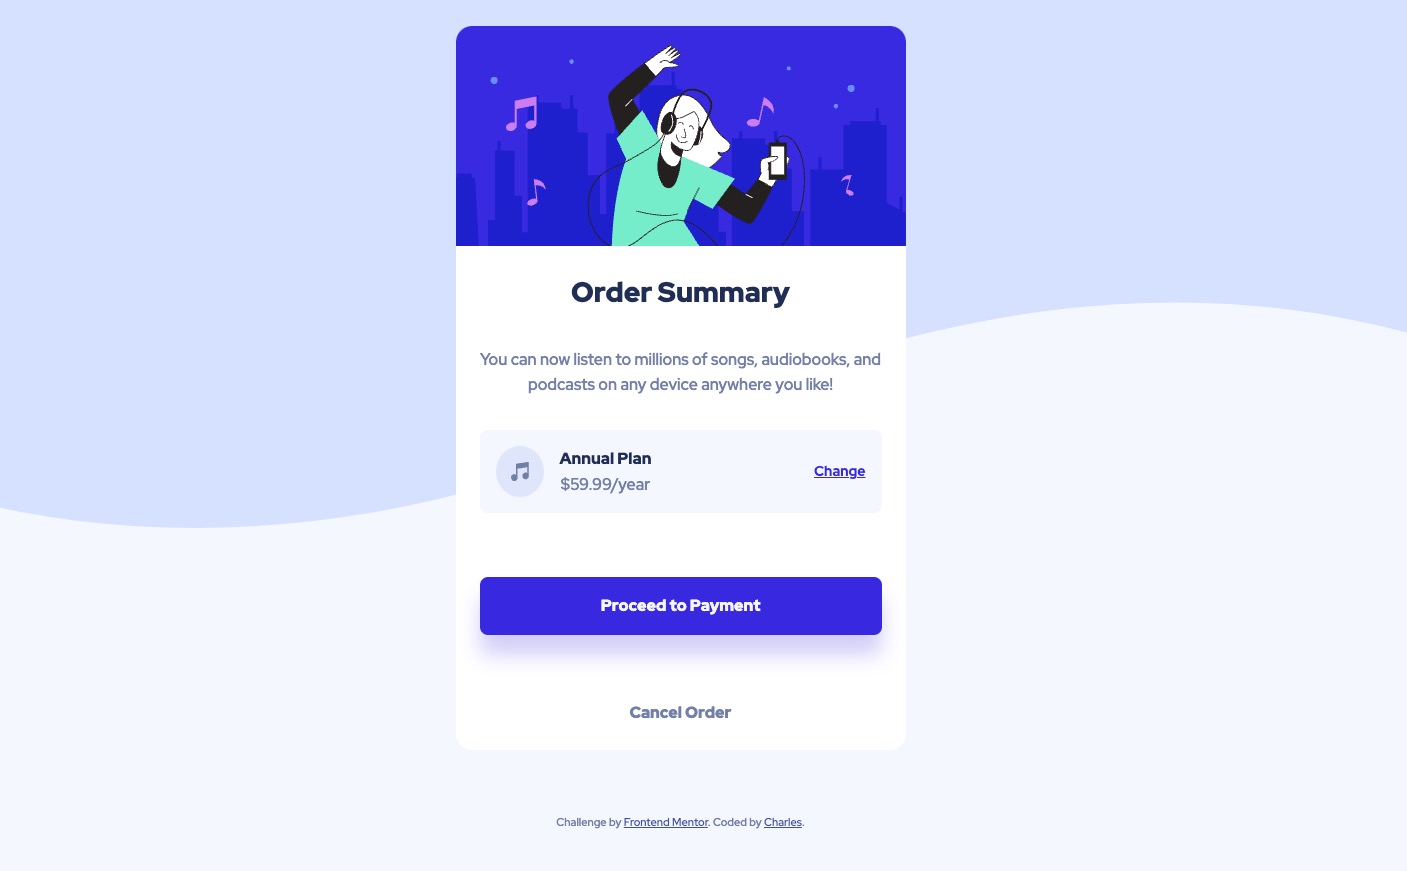 Order Summary
You can now listen to millions of songs, audiobooks, and
podcasts on any device anywhere you like!
Annual Plan
$59.99/year
Change
Proceed to Payment
Cancel Order
Challenge by Frontend Mentor. Coded by Charles.